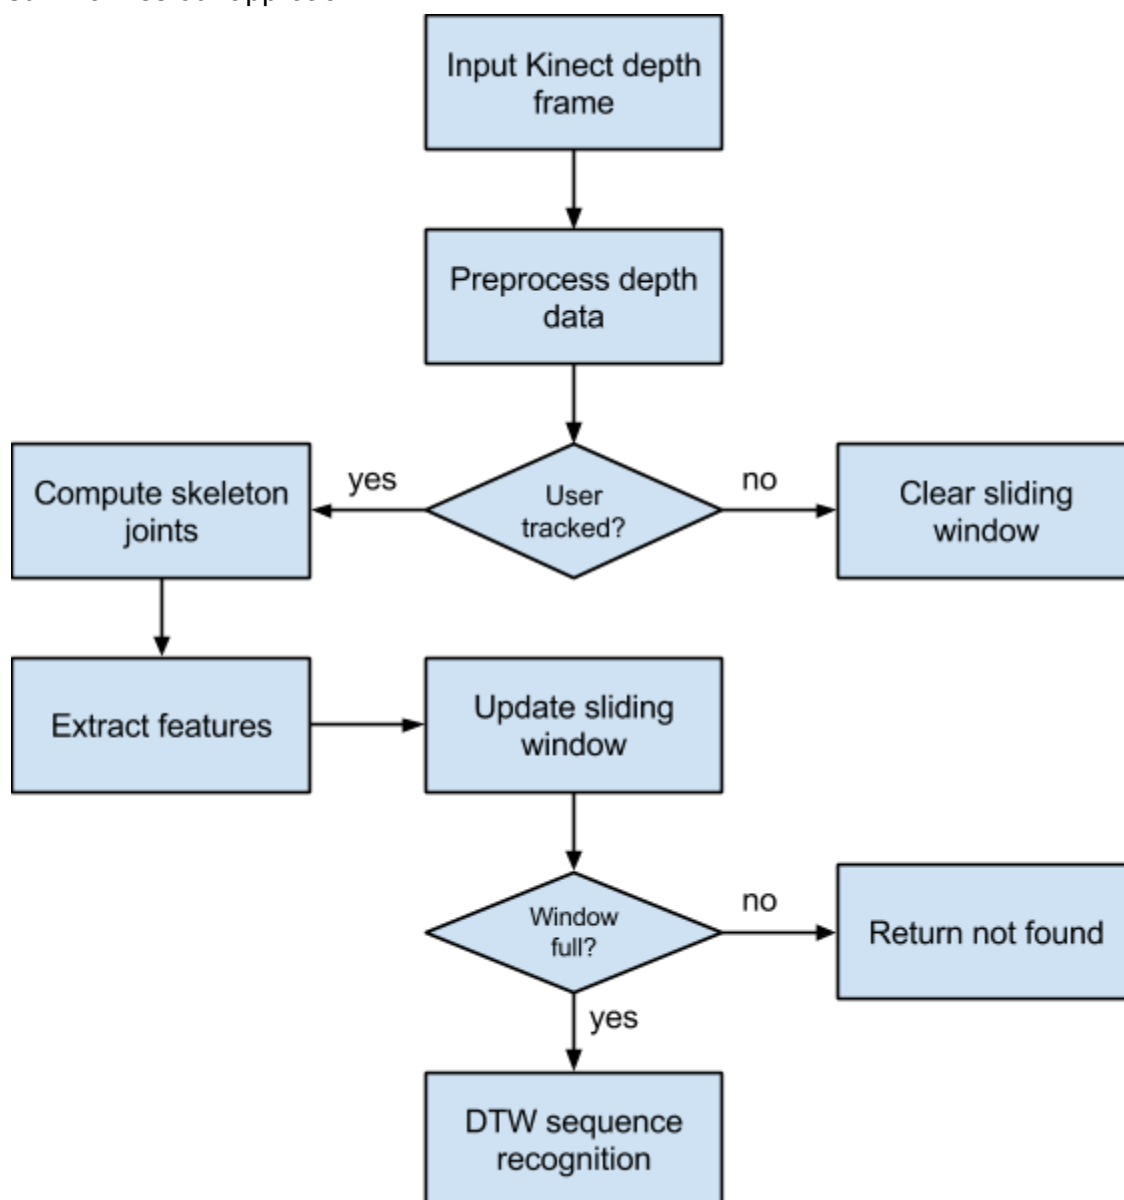 Input Kinect depth
frame
Preprocess depth
data
User
tracked?
yes
no
Compute skeleton
joints
Clear sliding
window
Extract features
Update sliding
window
Window
full?
no
Return not found
yes
DTW sequence
recognition